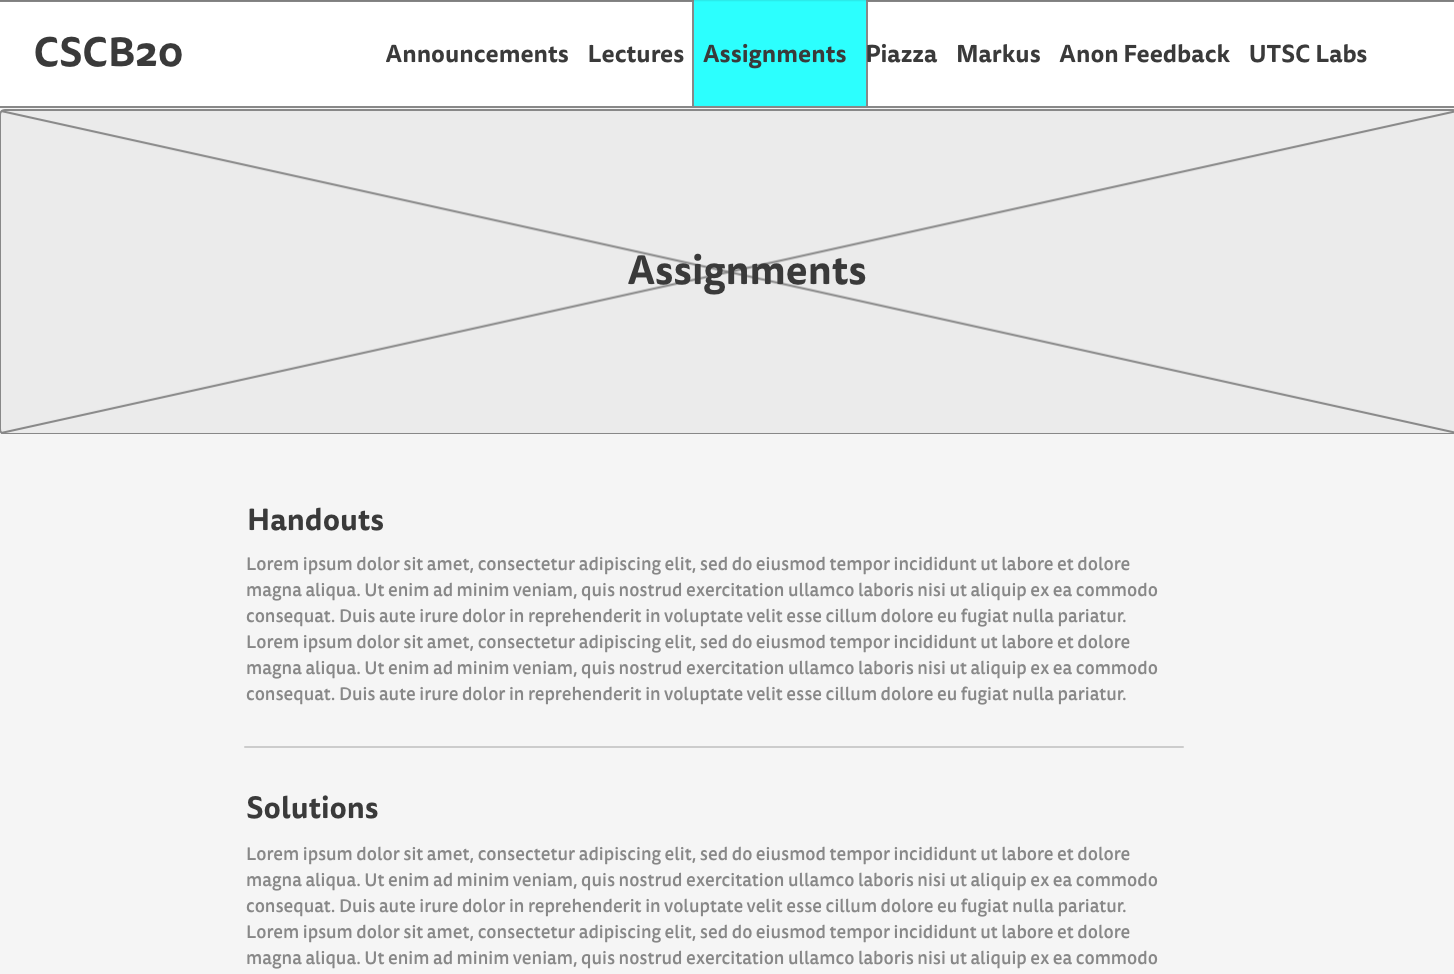 CSCB20
Announcements Lectures Assignments Piazza Markus Anon Feedback UTSC Labs
Assignments
Handouts
Lorem ipsum dolor sit amet, consectetur adipiscing elit, sed do eiusmod tempor incididunt ut labore et dolore
magna aliqua. Ut enim ad minim veniam, quis nostrud exercitation ullamco laboris nisi ut aliquip ex ea commodo
consequat. Duis aute irure dolor in reprehenderit in voluptate velit esse cillum dolore eu fugiat nulla pariatur.
Lorem ipsum dolor sit amet, consectetur adipiscing elit, sed do eiusmod tempor incididunt ut labore et dolore
magna aliqua. Ut enim ad minim veniam, quis nostrud exercitation ullamco laboris nisi ut aliquip ex ea commodo
consequat. Duis aute irure dolor in reprehenderit in voluptate velit esse cillum dolore eu fugiat nulla pariatur.
Solutions
Lorem ipsum dolor sit amet, consectetur adipiscing elit, sed do eiusmod tempor incididunt ut labore et dolore
magna aliqua. Ut enim ad minim veniam, quis nostrud exercitation ullamco laboris nisi ut aliquip ex ea commodo
consequat. Duis aute irure dolor in reprehenderit in voluptate velit esse cillum dolore eu fugiat nulla pariatur.
Lorem ipsum dolor sit amet, consectetur adipiscing elit, sed do eiusmod tempor incididunt ut labore et dolore
magna aliqua. Ut enim ad minim veniam, quis nostrud exercitation ullamco laboris nisi ut aliquip ex ea commodo